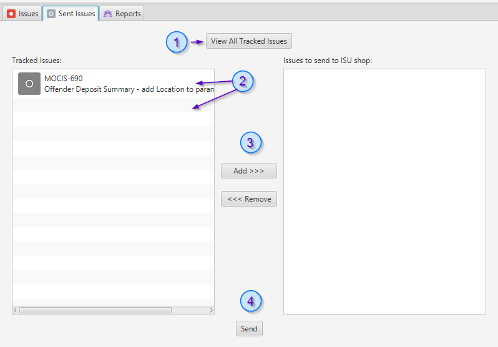 Issues Sent Issues Reports
1 View All Tracked Issues
Tracked Issues: Issues to send to ISU shop:
O MOCIS-690
Offender Deposit Summary - add Location to paran
2
3
Add >>>
<<< Remove
4
Send